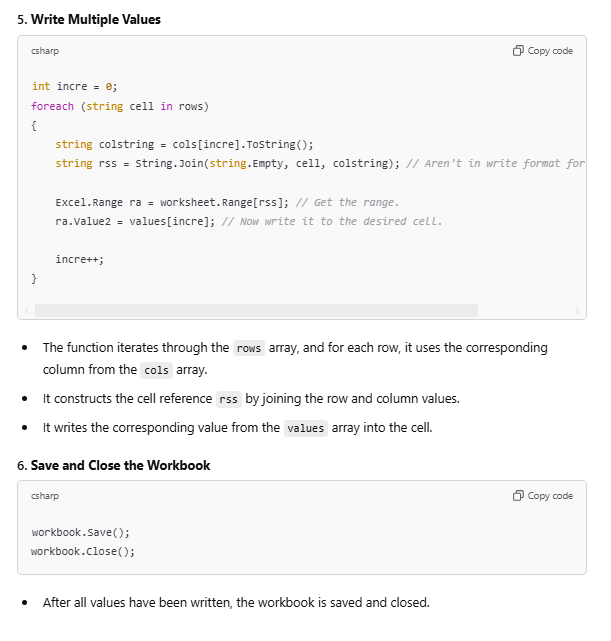 5. Write Multiple Values
csharp
Copy code
int incre = 0;
foreach (string cell in rows)
{
string colstring = cols[incre].ToString();
string rss = String.Join(string.Empty, cell, colstring); // Aren't in write format for
Excel.Range ra = worksheet.Range[rss]; // Get the range.
ra.Value2 = values[incre]; // Now write it to the desired cell.
incre++;
}
• The function iterates through the rows array, and for each row, it uses the corresponding
column from the cols array.
• It constructs the cell reference rss by joining the row and column values.
• It writes the corresponding value from the values array into the cell.
6. Save and Close the Workbook
csharp
Copy code
workbook.Save();
workbook.Close();
• After all values have been written, the workbook is saved and closed.